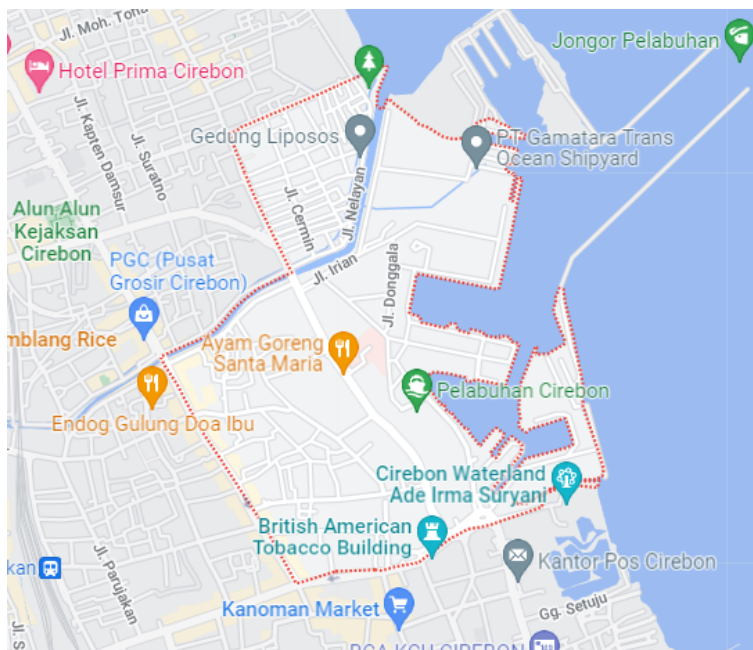 Jl. Moh. Toha
Jongor Pelabuhan
Hotel Prima Cirebon
Jl. Kapten Damsur
Jl. Suratno
Gedung Liposos
PT Gamatara Trans
Ocean Shipyard
Jl. Nelayan
Jl. Cermin
Alun Alun
Kejaksan
Cirebon
PGC (Pusat
Grosir Cirebon)
Jl. Irian
Jl. Donggala
mblang Rice
Ayam Goreng
Santa Maria
Pelabuhan Cirebon
Endog Gulung Doa Ibu
Cirebon Waterland
Ade Irma Suryani
British American
Tobacco Building
Kantor Pos Cirebon
kan
Jl. Parujakan
Kanoman Market
Gg. Setuju
Jl. S